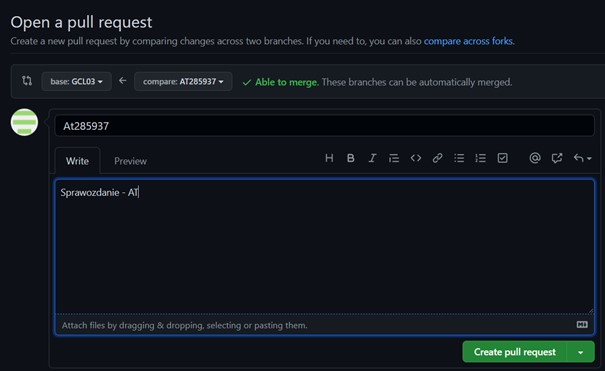 Open a pull request
Create a new pull request by comparing changes across two branches. If you need to, you can also compare across forks.
base: GCL03 ← compare: AT285937 ✓ Able to merge. These branches can be automatically merged.
At285937
Write Preview
Sprawozdanie - AT
Attach files by dragging & dropping, selecting or pasting them.
Create pull request